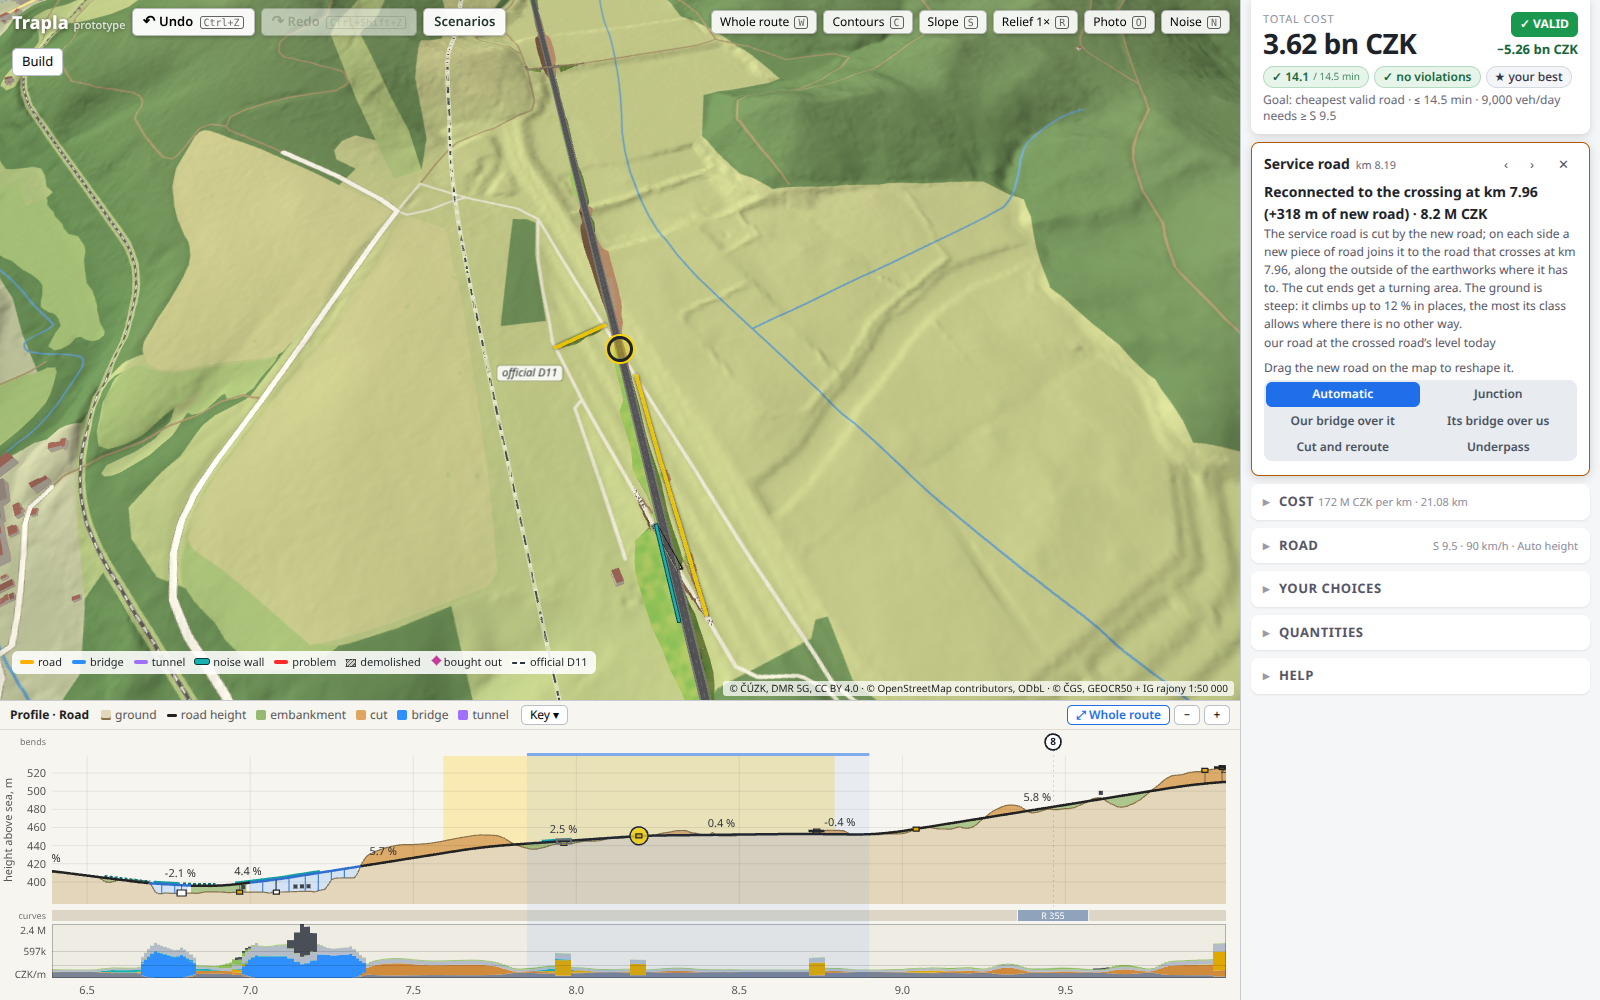 Trapla prototype
↶ Undo Ctrl+Z
↷ Redo Ctrl+Shift+Z
Scenarios
Whole route W
Contours C
Slope S
Relief 1× R
Photo O
Noise N
Build
official D11
road
bridge
tunnel
noise wall
problem
demolished
bought out
official D11
© ČÚZK, DMR 5G, CC BY 4.0 · © OpenStreetMap contributors, ODbL · © ČGS, GEOCR50 + IG rajony 1:50 000
TOTAL COST
✓ VALID
3.62 bn CZK
−5.26 bn CZK
✓ 14.1 / 14.5 min
✓ no violations
★ your best
Goal: cheapest valid road · ≤ 14.5 min · 9,000 veh/day
needs ≥ S 9.5
Service road km 8.19
‹ › ✕
Reconnected to the crossing at km 7.96
(+318 m of new road) · 8.2 M CZK
The service road is cut by the new road; on each side a
new piece of road joins it to the road that crosses at km
7.96, along the outside of the earthworks where it has
to. The cut ends get a turning area. The ground is
steep: it climbs up to 12 % in places, the most its class
allows where there is no other way.
our road at the crossed road's level today
Drag the new road on the map to reshape it.
Automatic
Junction
Our bridge over it
Its bridge over us
Cut and reroute
Underpass
▶ COST 172 M CZK per km · 21.08 km
▶ ROAD S 9.5 · 90 km/h · Auto height
▶ YOUR CHOICES
▶ QUANTITIES
▶ HELP
Profile · Road
ground
road height
embankment
cut
bridge
tunnel
Key ▾
⤢ Whole route
−
+
bends
8
height above sea, m
520
500
480
460
440
420
400
%
-2.1 %
4.4 %
5.7 %
2.5 %
0.4 %
-0.4 %
5.8 %
curves
R 355
2.4 M
597k
CZK/m
6.5
7.0
7.5
8.0
8.5
9.0
9.5